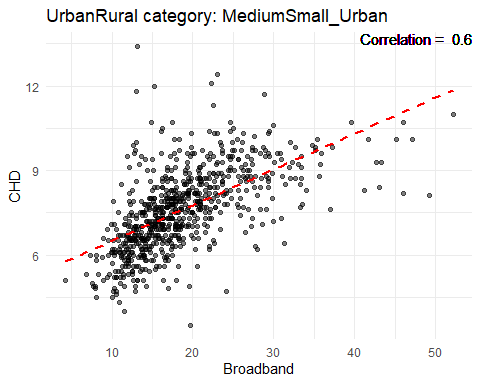 UrbanRural category: MediumSmall_Urban
Correlation = 0.6
12
9
6
CHD
10 20 30 40 50
Broadband